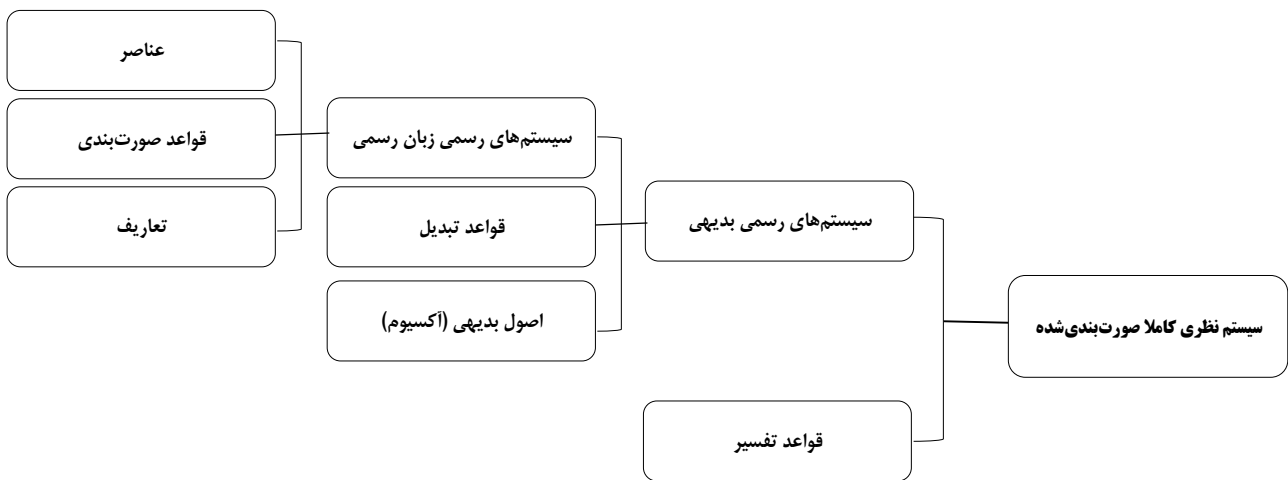 سیستم نظری کاملا صورت‌بندی‌شده
سیستم‌های رسمی بدیهی
قواعد تفسیر
سیستم‌های رسمی زبان رسمی
قواعد تبدیل
اصول بدیهی (آکسیوم)
عناصر
قواعد صورت‌بندی
تعاریف